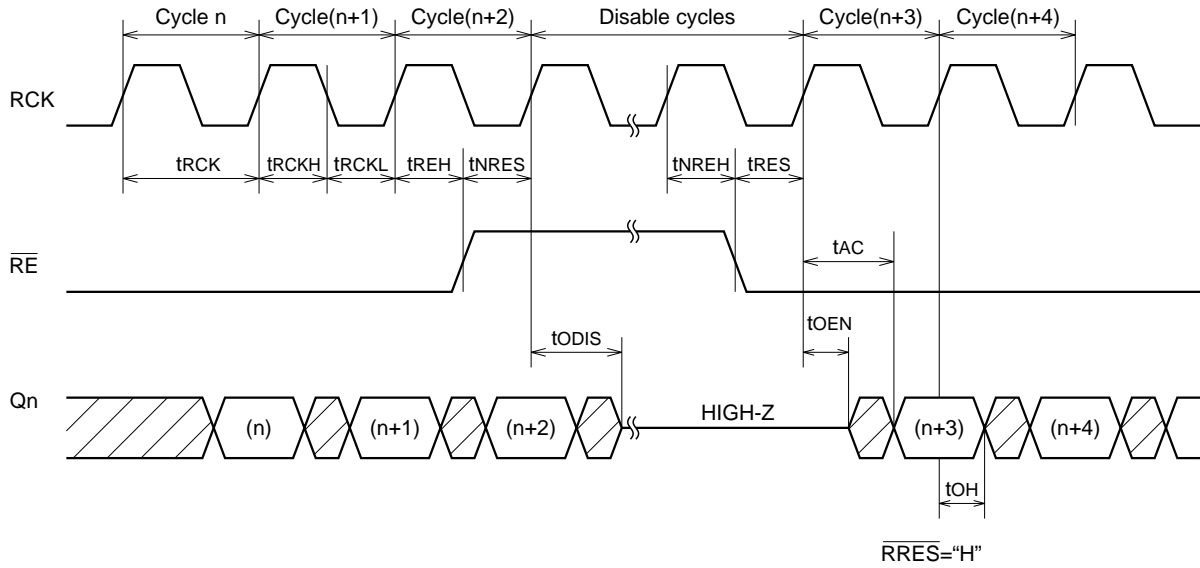 Cycle n Cycle(n+1) Cycle(n+2) Disable cycles Cycle(n+3) Cycle(n+4)
RCK
tRCK tRCKH tRCKL tREH tNRES tNREH tRES
RE
tAC
tODIS tOEN
Qn
(n) (n+1) (n+2) HIGH-Z (n+3) (n+4)
tOH
RRES=“H”